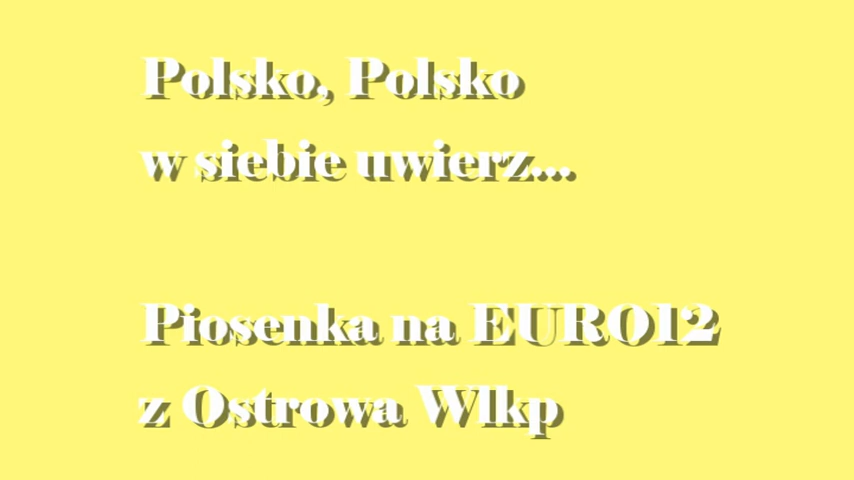 Polsko, Polsko
w siebie uwierz...
Piosenka na EURO12
z Ostrowa Wlkp